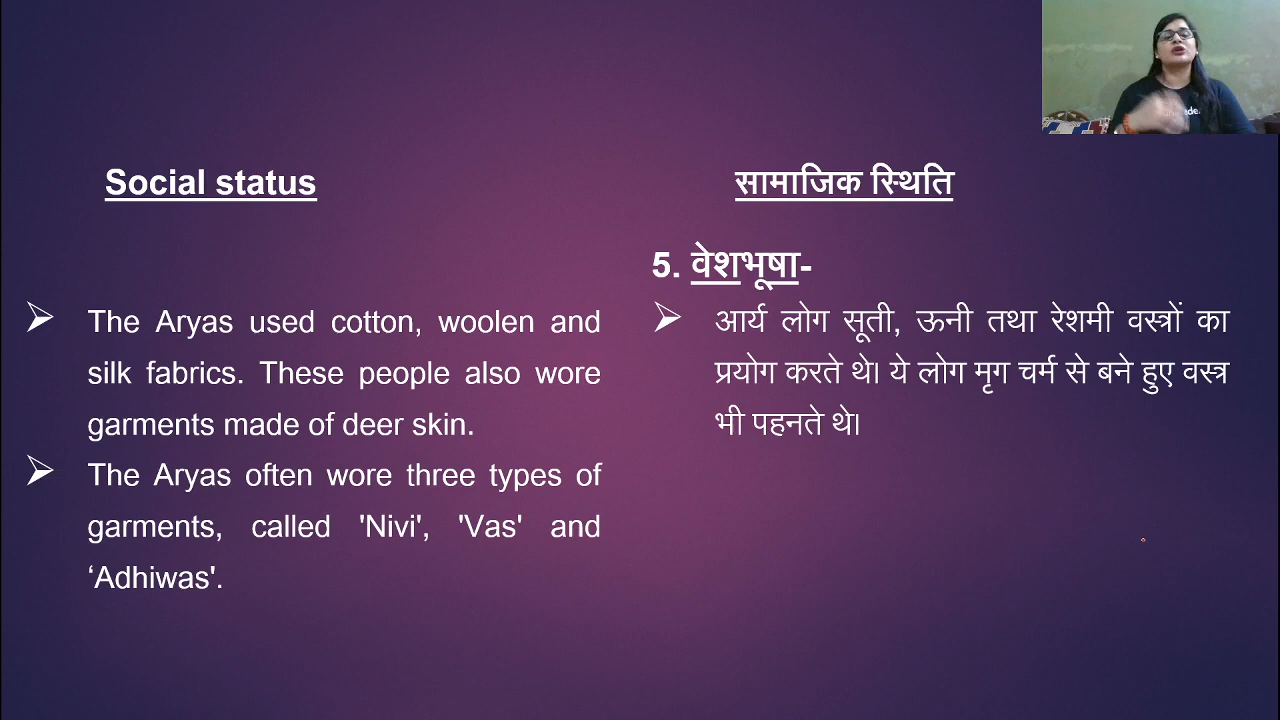 Social status
The Aryas used cotton, woolen and
silk fabrics. These people also wore
garments made of deer skin.
The Aryas often wore three types of
garments, called 'Nivi', 'Vas' and
‘Adhiwas'.
सामाजिक स्थिति
5. वेशभूषा-
आर्य लोग सूती, ऊनी तथा रेशमी वस्त्रों का
प्रयोग करते थे। ये लोग मृग चर्म से बने हुए वस्त्र
भी पहनते थे।